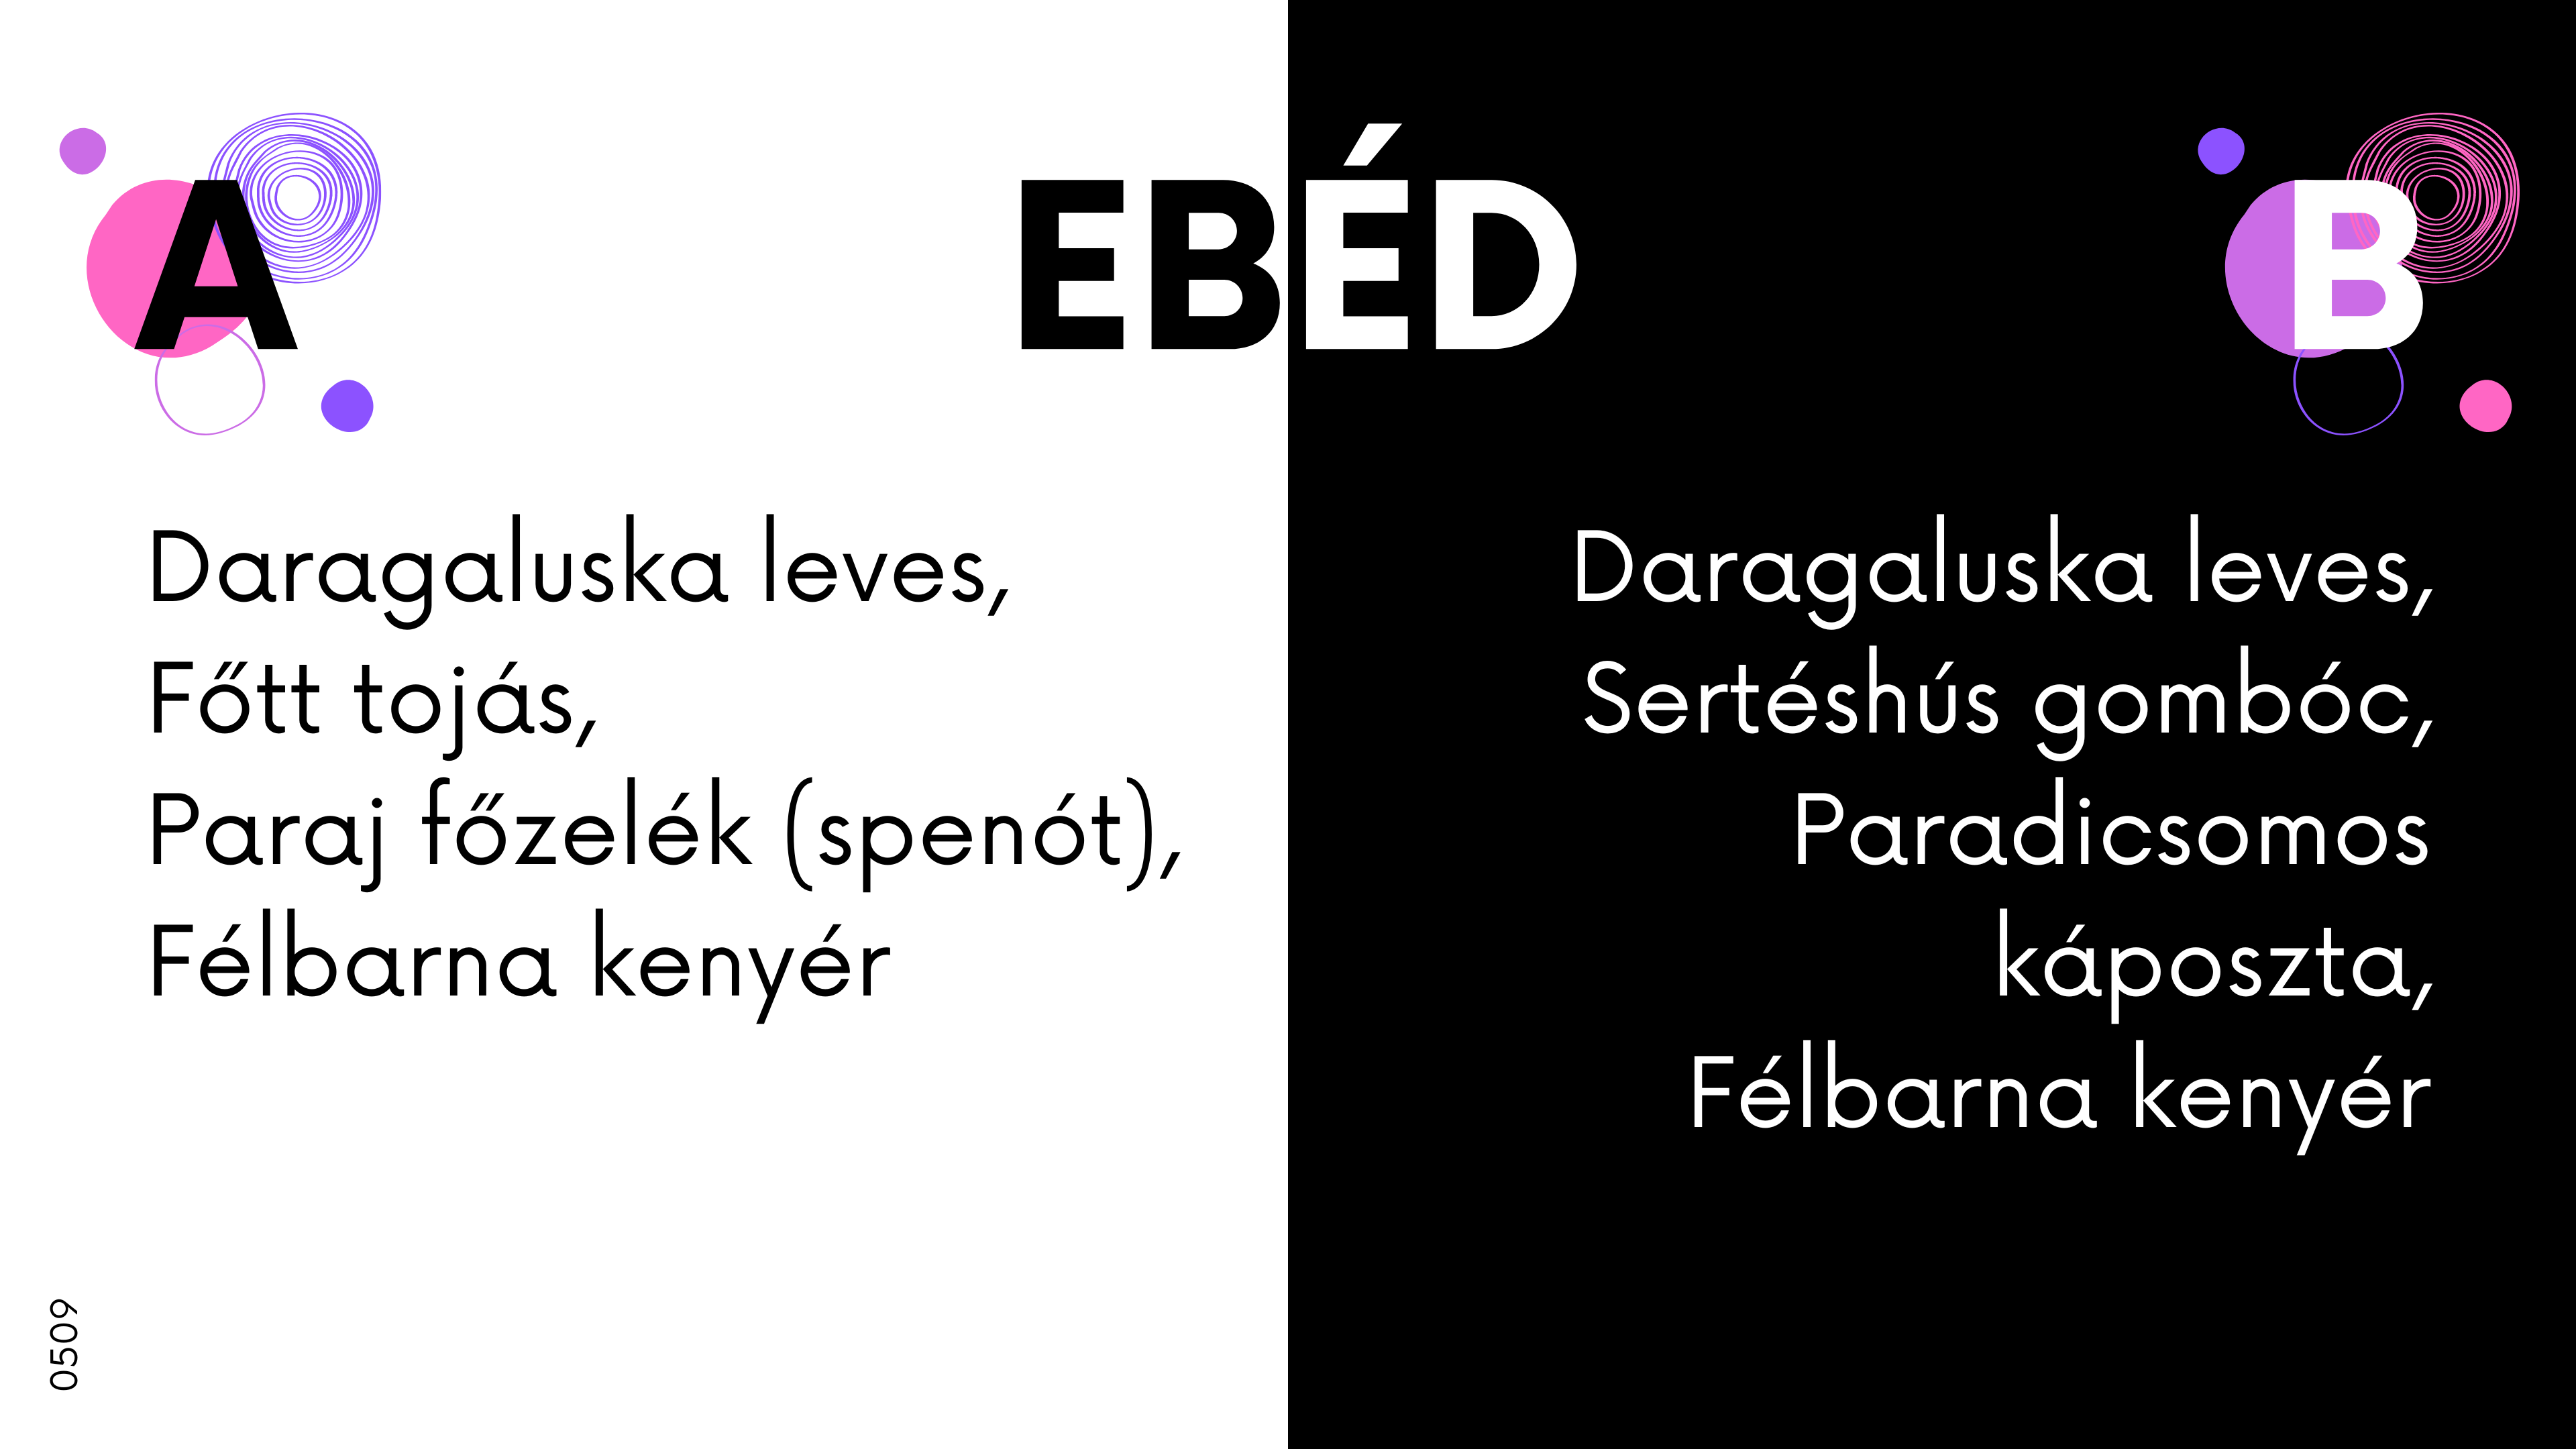 A
EBÉD
B
Daragaluska leves,
Főtt tojás,
Paraj főzelék (spenót),
Félbarna kenyér
Daragaluska leves,
Sertéshús gombóc,
Paradicsomos
káposzta,
Félbarna kenyér
0509